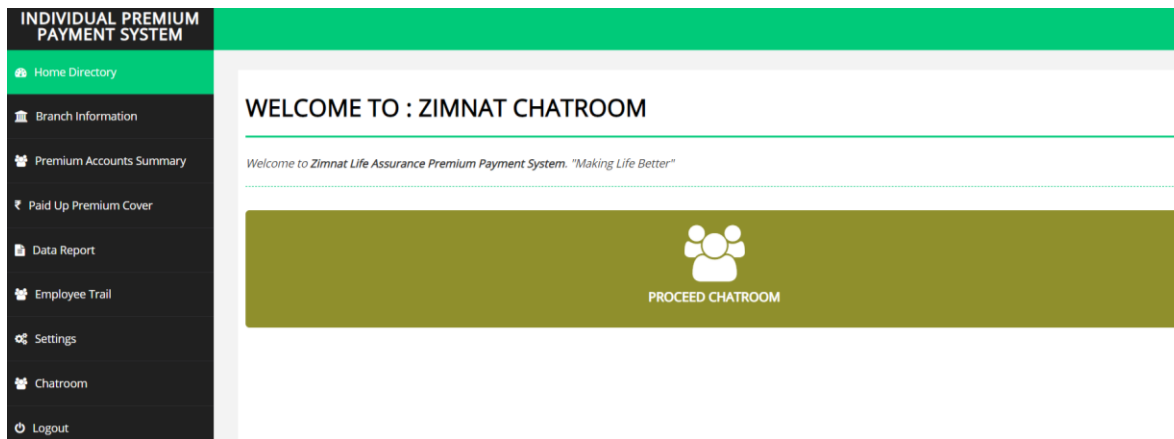 INDIVIDUAL PREMIUM
PAYMENT SYSTEM
Home Directory
Branch Information
Premium Accounts Summary
₹ Paid Up Premium Cover
Data Report
Employee Trail
Settings
Chatroom
Logout
WELCOME TO : ZIMNAT CHATROOM
Welcome to Zimnat Life Assurance Premium Payment System. "Making Life Better"
PROCEED CHATROOM